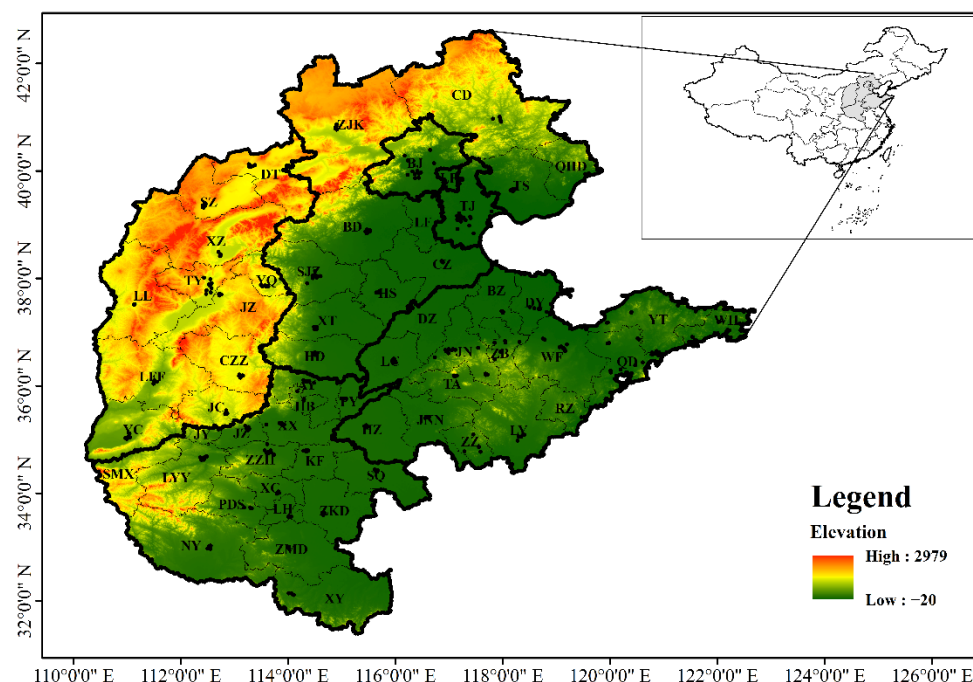 42°0'0" N
40°0'0" N
38°0'0" N
36°0'0" N
34°0'0" N
32°0'0" N
CD
ZJK
BJ
QHD
DT
TS
SZ
TJ
LF
BD
XZ
CZ
SJZ
TY
YQ
BZ
HS
LL
DY
JZ
DZ
YT
WH
XT
JN
ZB
WF
HD
LC
QD
CZZ
TA
LFF
AY
JC
HB
PY
RZ
HZ
JNN
YC
JY
JZ
XX
LY
ZZ
ZZH
KF
SMX
LYY
SQ
XC
PDS
LH
ZKD
NY
ZMD
XY
Legend
Elevation
High : 2979
Low : −20
110°0'0" E 112°0'0" E 114°0'0" E 116°0'0" E 118°0'0" E 120°0'0" E 122°0'0" E 124°0'0" E 126°0'0" E